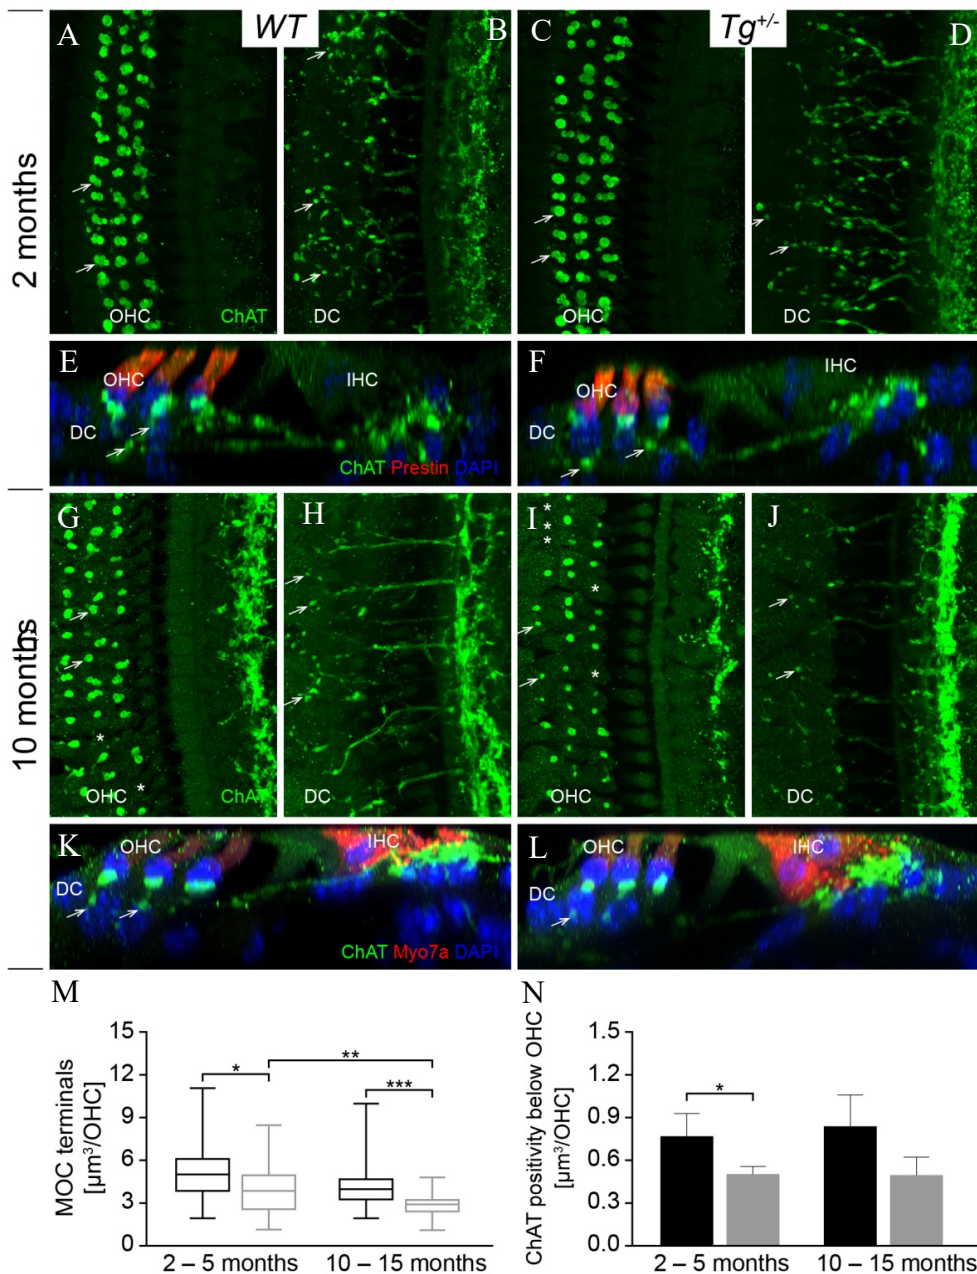 WT
Tg+/-
A
B
C
D
2 months
OHC
ChAT
DC
OHC
DC
E
OHC
IHC
DC
ChAT Prestin DAPI
F
OHC
IHC
DC
G
H
I
J
* * *
*
*
*
*
10 months
OHC
ChAT
DC
OHC
DC
K
OHC
IHC
DC
ChAT Myo7a DAPI
L
OHC
IHC
DC
M
MOC terminals
[µm³/OHC]
15
12
9
6
3
0
*
**
***
2 – 5 months
10 – 15 months
N
ChAT positivity below OHC
[µm³/OHC]
1.5
1.2
0.9
0.6
0.3
0.0
*
2 – 5 months
10 – 15 months